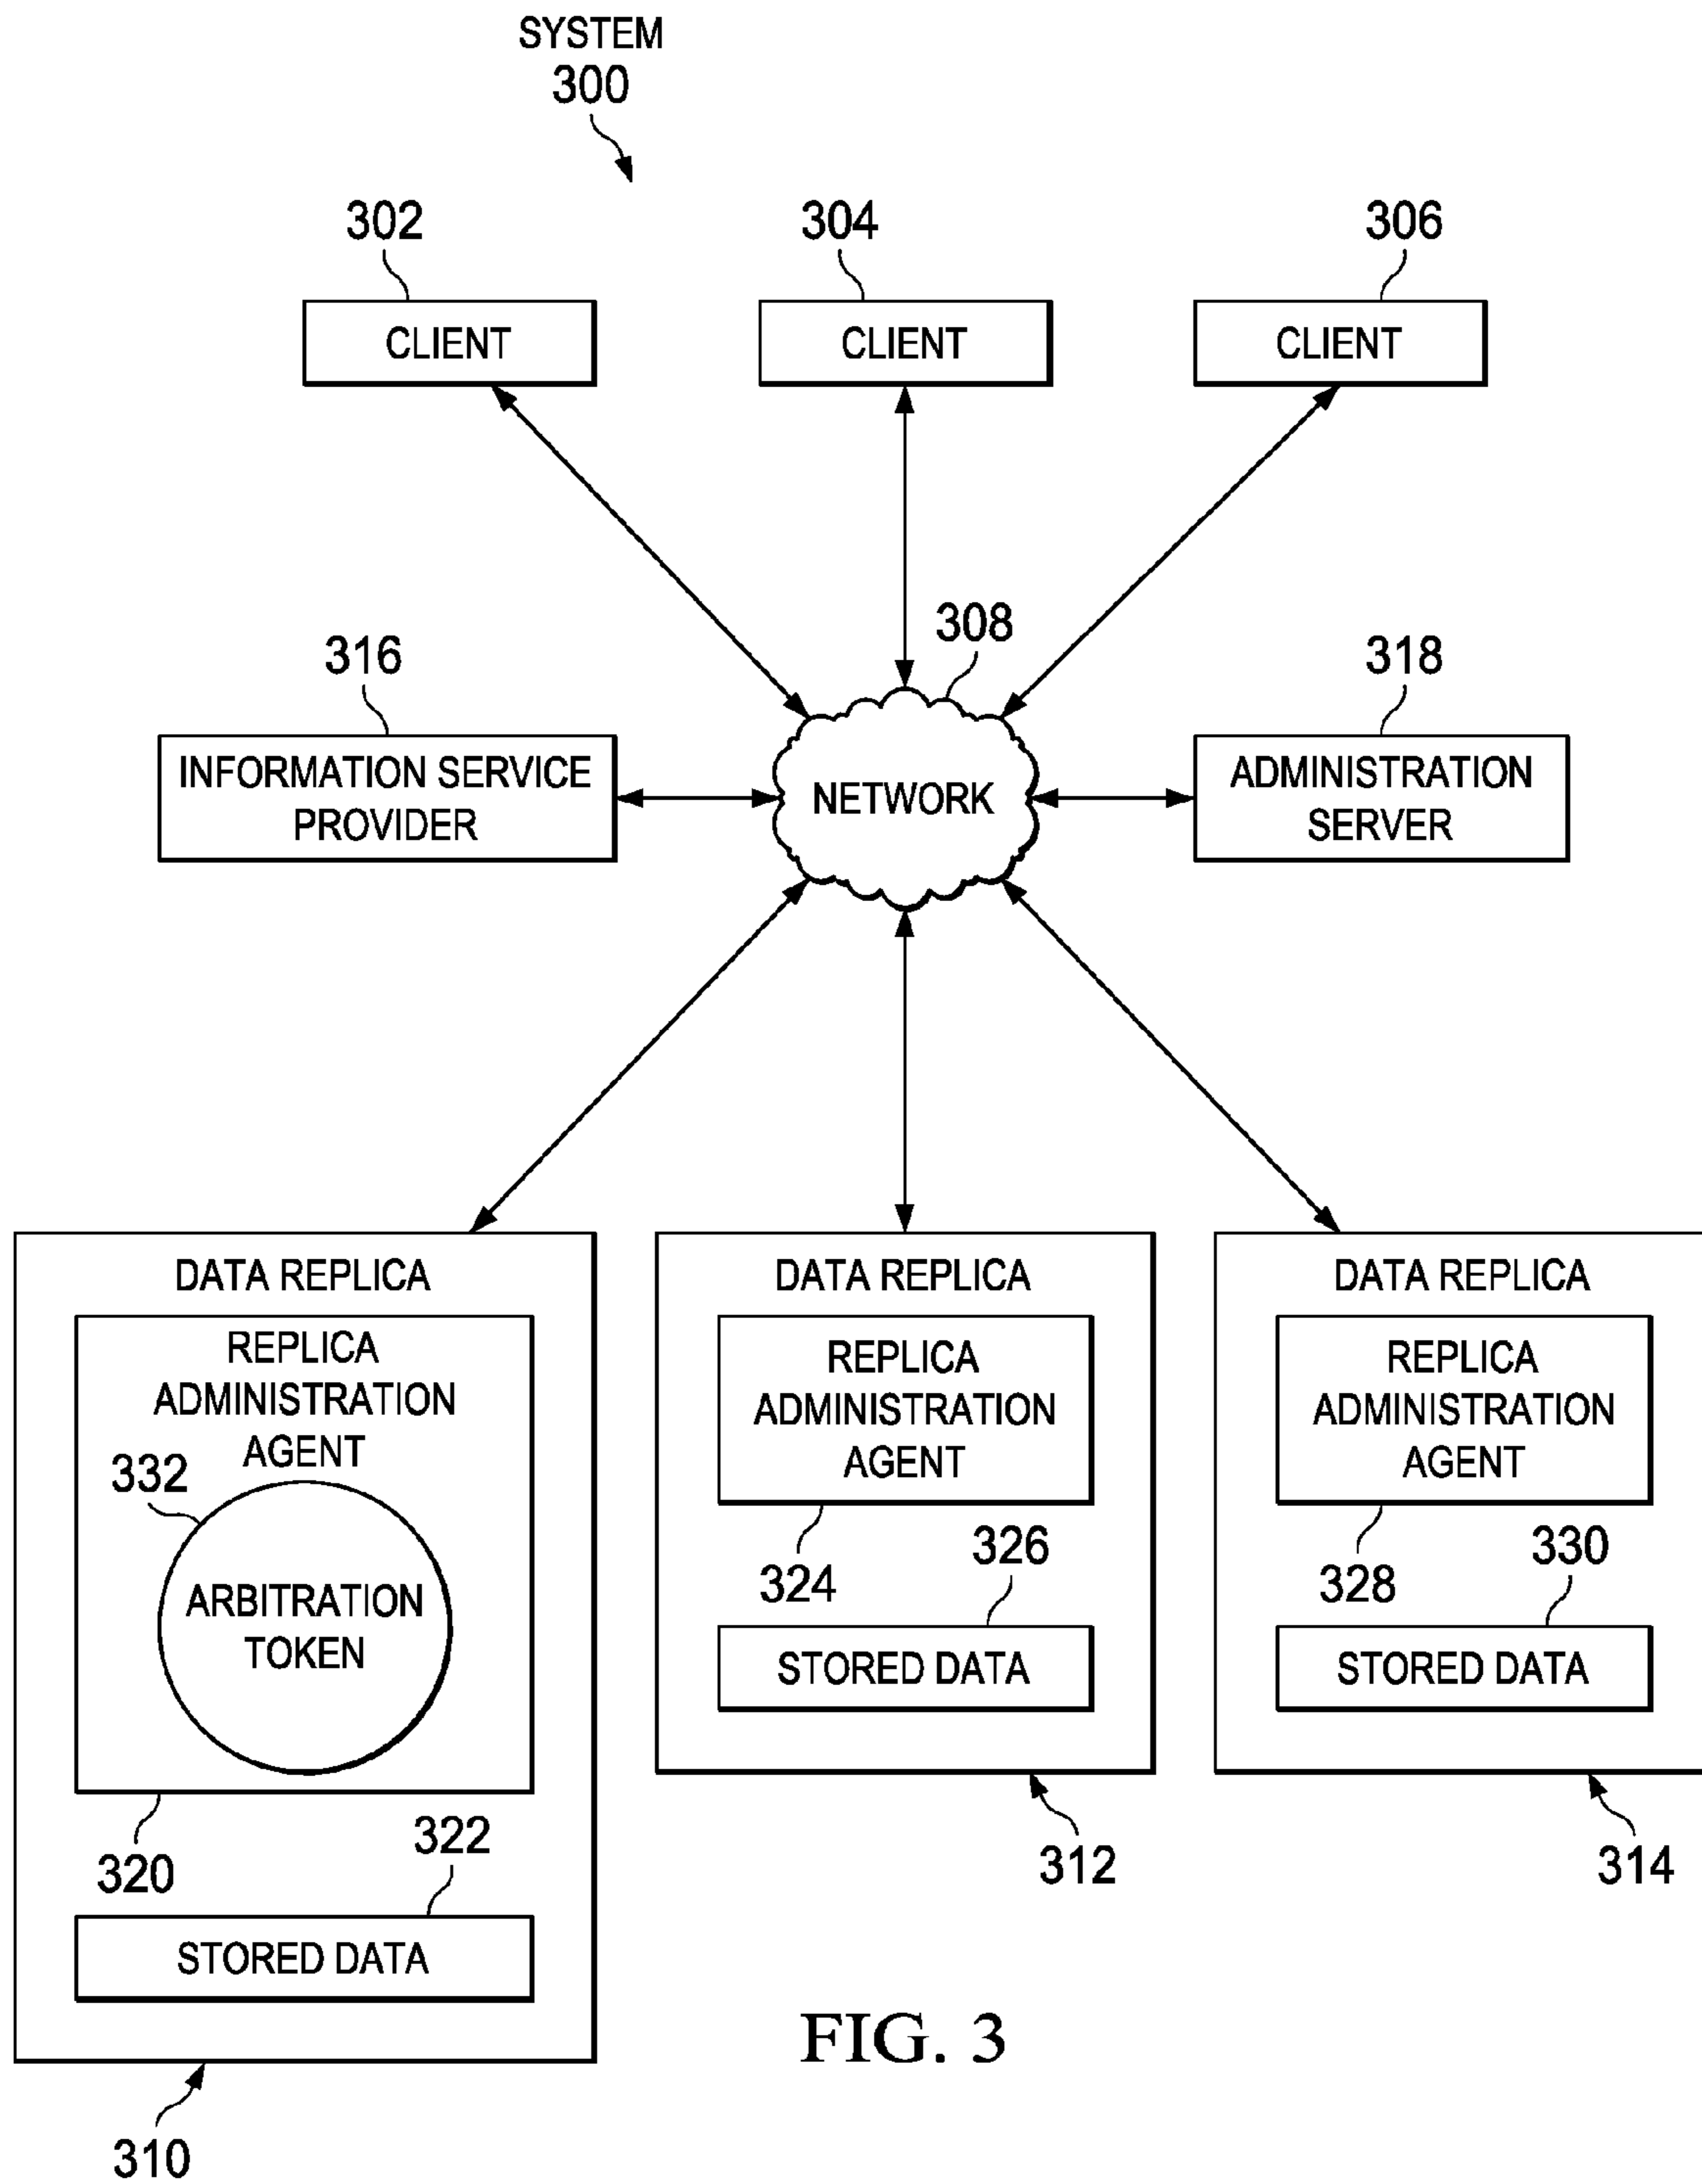 SYSTEM
300
302
304
306
CLIENT
CLIENT
CLIENT
308
316
318
INFORMATION SERVICE
PROVIDER
NETWORK
ADMINISTRATION
SERVER
DATA REPLICA
REPLICA
ADMINISTRATION
AGENT
332
ARBITRATION
TOKEN
320
322
STORED DATA
310
DATA REPLICA
REPLICA
ADMINISTRATION
AGENT
324
326
STORED DATA
312
DATA REPLICA
REPLICA
ADMINISTRATION
AGENT
328
330
STORED DATA
314
FIG. 3